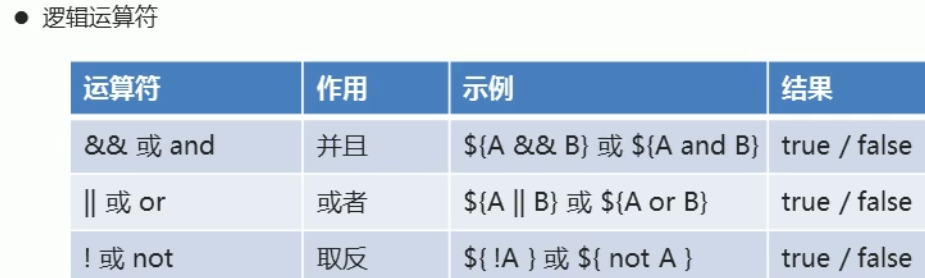 ● 逻辑运算符
运算符 作用 示例 结果
&& 或 and 并且 ${A && B} 或 ${A and B} true / false
|| 或 or 或者 ${A || B} 或 ${A or B} true / false
! 或 not 取反 ${ !A } 或 ${ not A } true / false